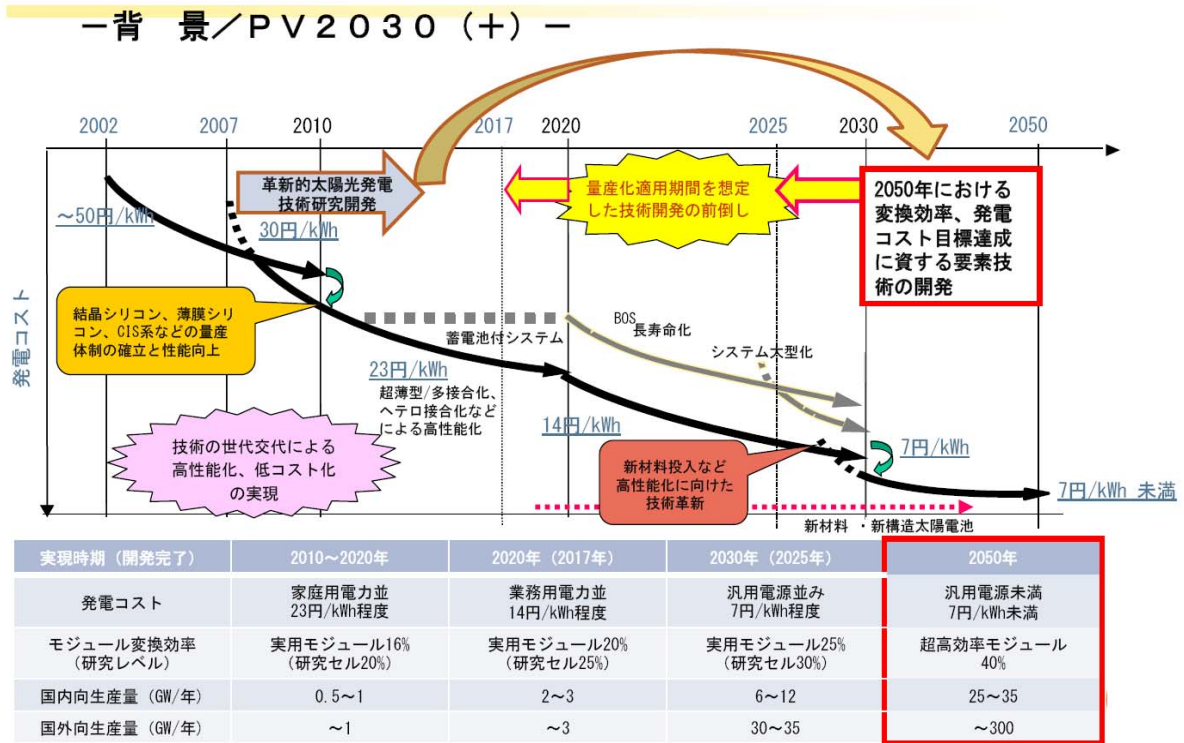 －背　景／ＰＶ２０３０（＋）－
2002
2007
2010
2017
2020
2025
2030
2050
革新的太陽光発電
技術研究開発
量産化適用期間を想定
した技術開発の前倒し
2050年における
変換効率、発電
コスト目標達成
に資する要素技
術の開発
～50円/kWh
30円/kWh
発電コスト
結晶シリコン、薄膜シリ
コン、CIS系などの量産
体制の確立と性能向上
蓄電池付システム
BOS
長寿命化
システム大型化
23円/kWh
超薄型/多接合化、
ヘテロ接合化など
による高性能化
14円/kWh
7円/kWh
技術の世代交代による
高性能化、低コスト化
の実現
新材料投入など
高性能化に向けた
技術革新
7円/kWh 未満
新材料 ・新構造太陽電池
実現時期（開発完了） 2010～2020年 2020年（2017年） 2030年（2025年） 2050年
発電コスト 家庭用電力並 業務用電力並 汎用電源並み 汎用電源未満
23円/kWh程度 14円/kWh程度 7円/kWh程度 7円/kWh未満
モジュール変換効率 実用モジュール16% 実用モジュール20% 実用モジュール25% 超高効率モジュール
（研究レベル） (研究セル20%) (研究セル25%) (研究セル30%) 40%
国内向生産量（GW/年） 0.5～1 2～3 6～12 25～35
国外向生産量（GW/年） ～1 ～3 30～35 ～300